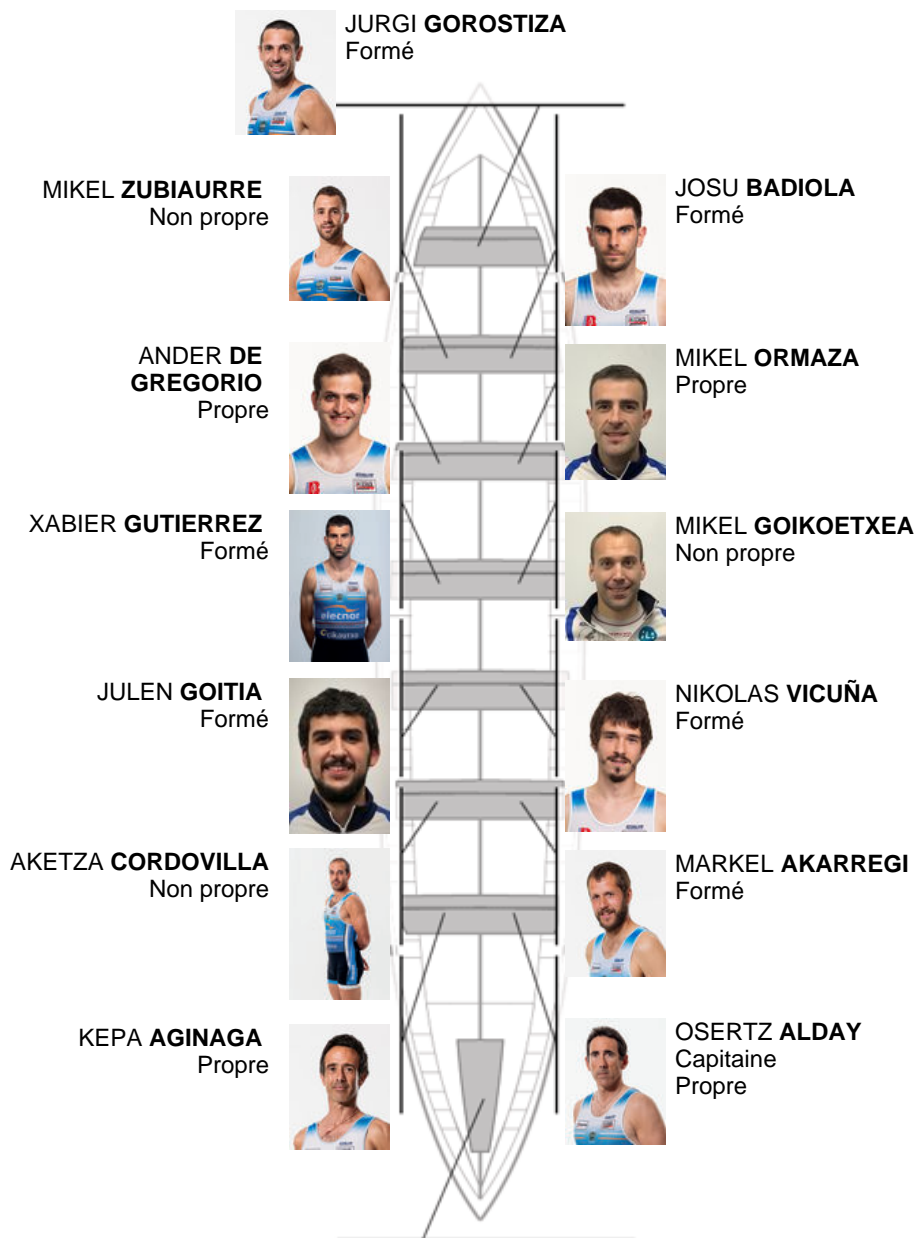 JURGI GOROSTIZA
Formé
MIKEL ZUBIAURRE
Non propre
JOSU BADIOLA
Formé
ANDER DE
GREGORIO
Propre
MIKEL ORMAZA
Propre
XABIER GUTIERREZ
Formé
MIKEL GOIKOETXEA
Non propre
elecnor
cikautxo
JULEN GOITIA
Formé
NIKOLAS VICUÑA
Formé
AKETZA CORDOVILLA
Non propre
MARKEL AKARREGI
Formé
KEPA AGINAGA
Propre
OSERTZ ALDAY
Capitaine
Propre